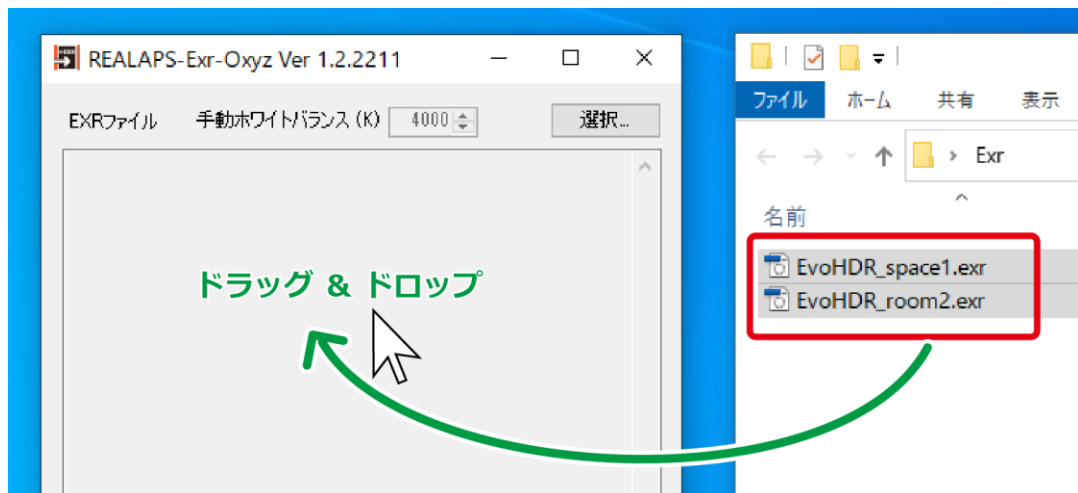 REALAPS-Exr-Oxyz Ver 1.2.2211
EXRファイル 手動ホワイトバランス (K) 4000 選択...
ドラッグ & ドロップ
ファイル ホーム 共有 表示
Exr
名前
EvoHDR_space1.exr
EvoHDR_room2.exr